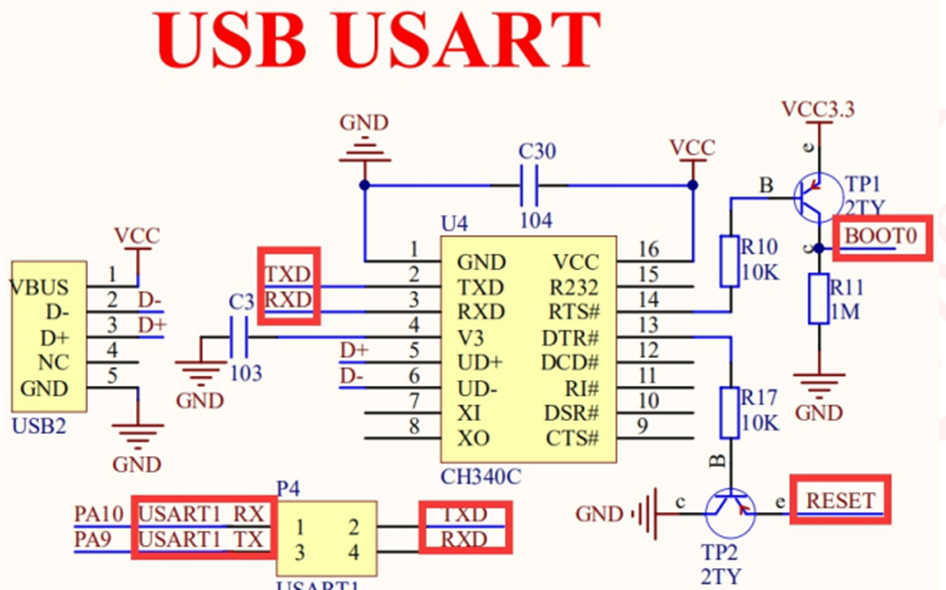 USB USART
GND
C30
104
VCC
VCC3.3
e
B
TP1
2TY
BOOT0
c
R10
10K
R11
1M
GND
VCC
VBUS 1
D- 2 D-
D+ 3 D+
NC 4
GND 5
USB2
GND
TXD
RXD
C3
103
GND
D+
D-
U4
1 GND VCC 16
2 TXD R232 15
3 RXD RTS# 14
4 V3 DTR# 13
5 UD+ DCD# 12
6 UD- RI# 11
7 XI DSR# 10
8 XO CTS# 9
CH340C
R17
10K
B
GND c e RESET
TP2
2TY
P4
PA10 USART1 RX 1 2 TXD
PA9 USART1 TX 3 4 RXD
USART1